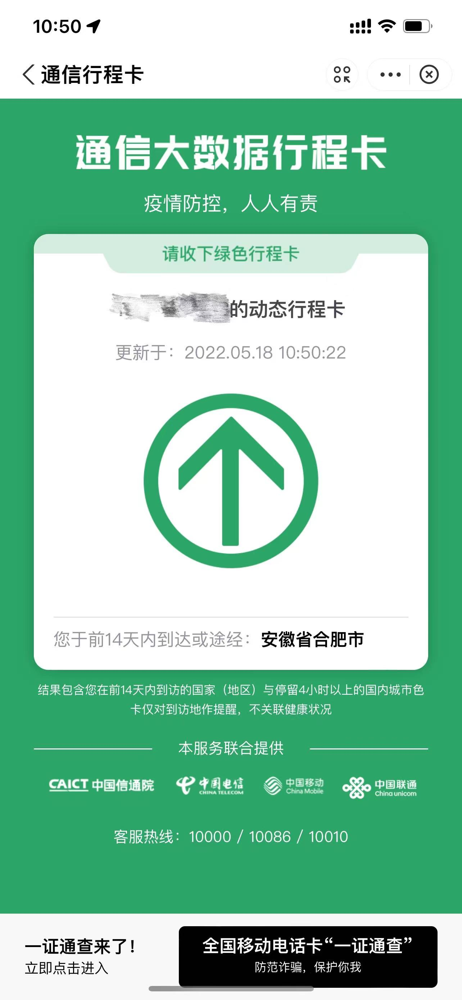 10:50
通信行程卡
通信大数据行程卡
疫情防控，人人有责
请收下绿色行程卡
的动态行程卡
更新于：2022.05.18 10:50:22
您于前14天内到达或途经：安徽省合肥市
结果包含您在前14天内到访的国家（地区）与停留4小时以上的国内城市色
卡仅对到访地作提醒，不关联健康状况
本服务联合提供
CAICT 中国信通院 中国电信 CHINA TELECOM 中国移动 China Mobile 中国联通 China unicom
客服热线：10000 / 10086 / 10010
一证通查来了！
立即点击进入
全国移动电话卡“一证通查”
防范诈骗，保护你我